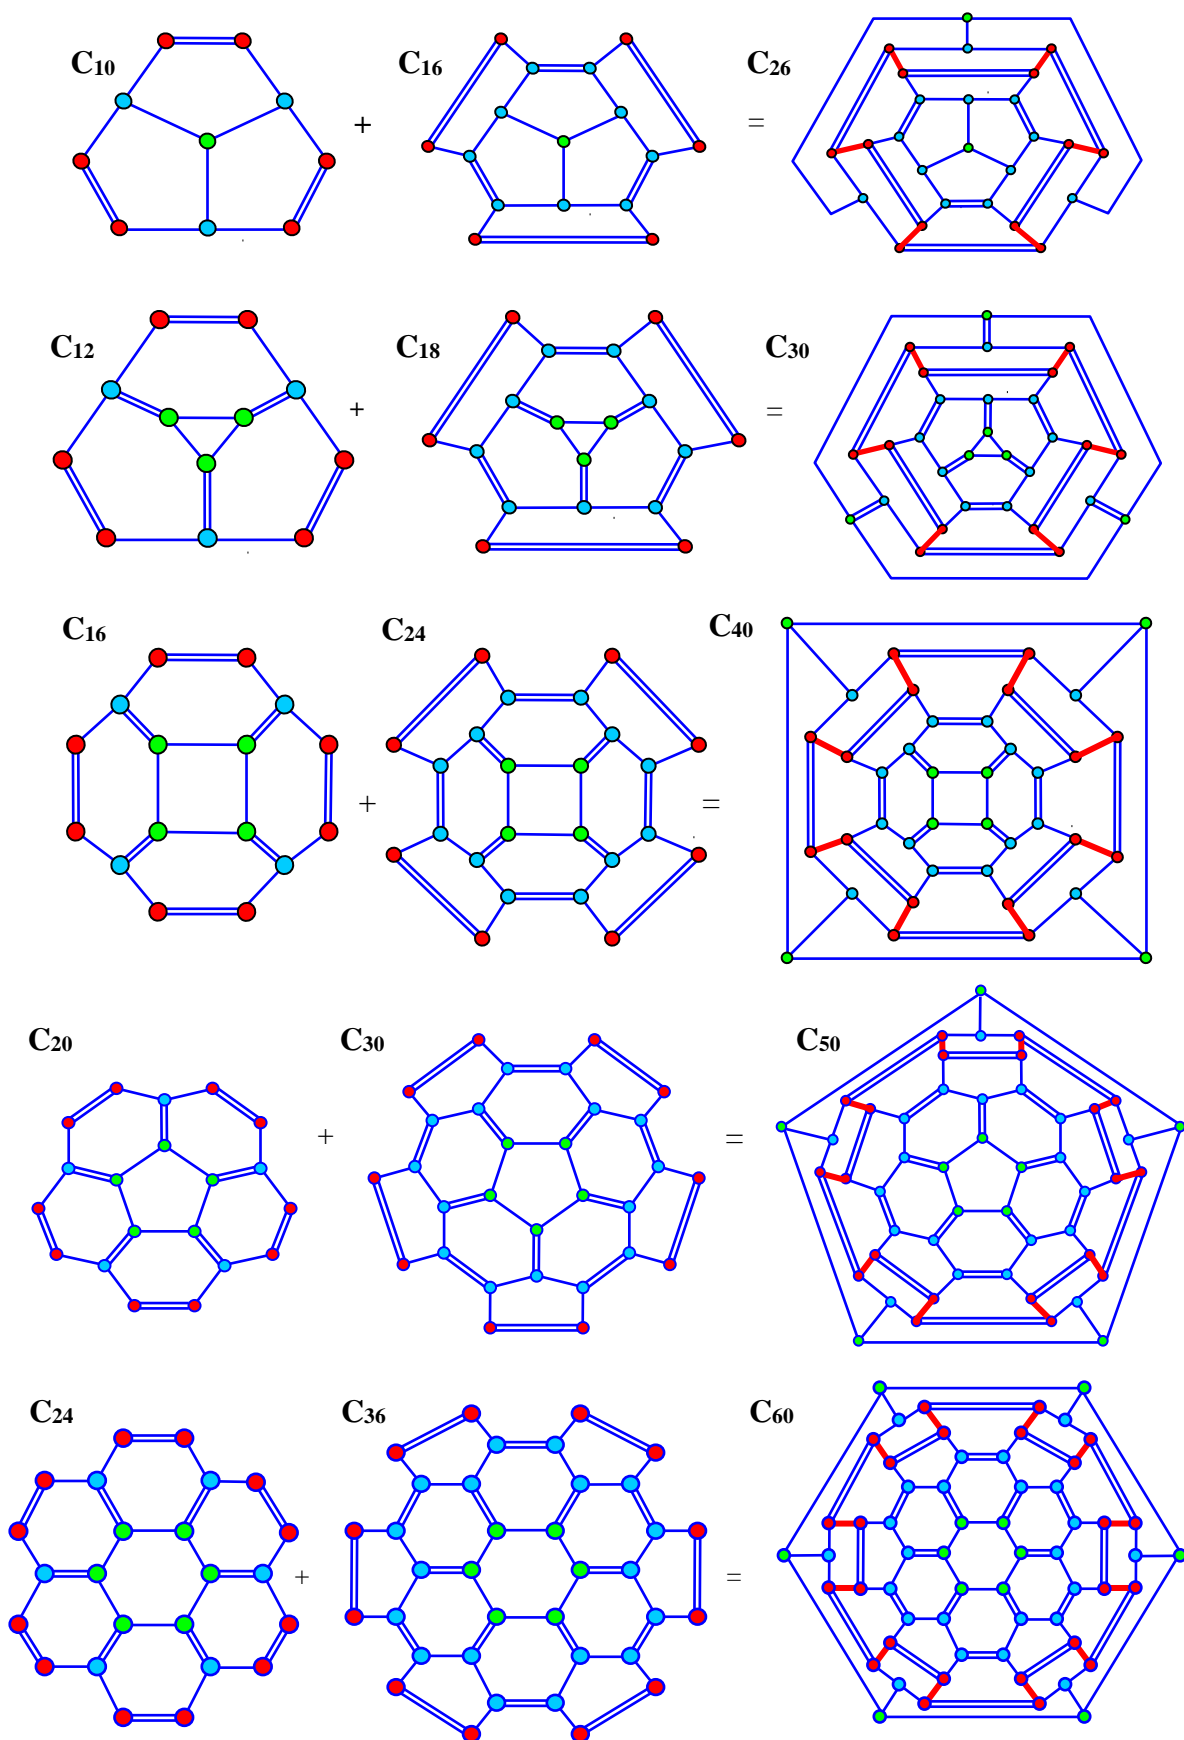 C10 + C16 = C26
C12 + C18 = C30
C16 + C24 = C40
C20 + C30 = C50
C24 + C36 = C60